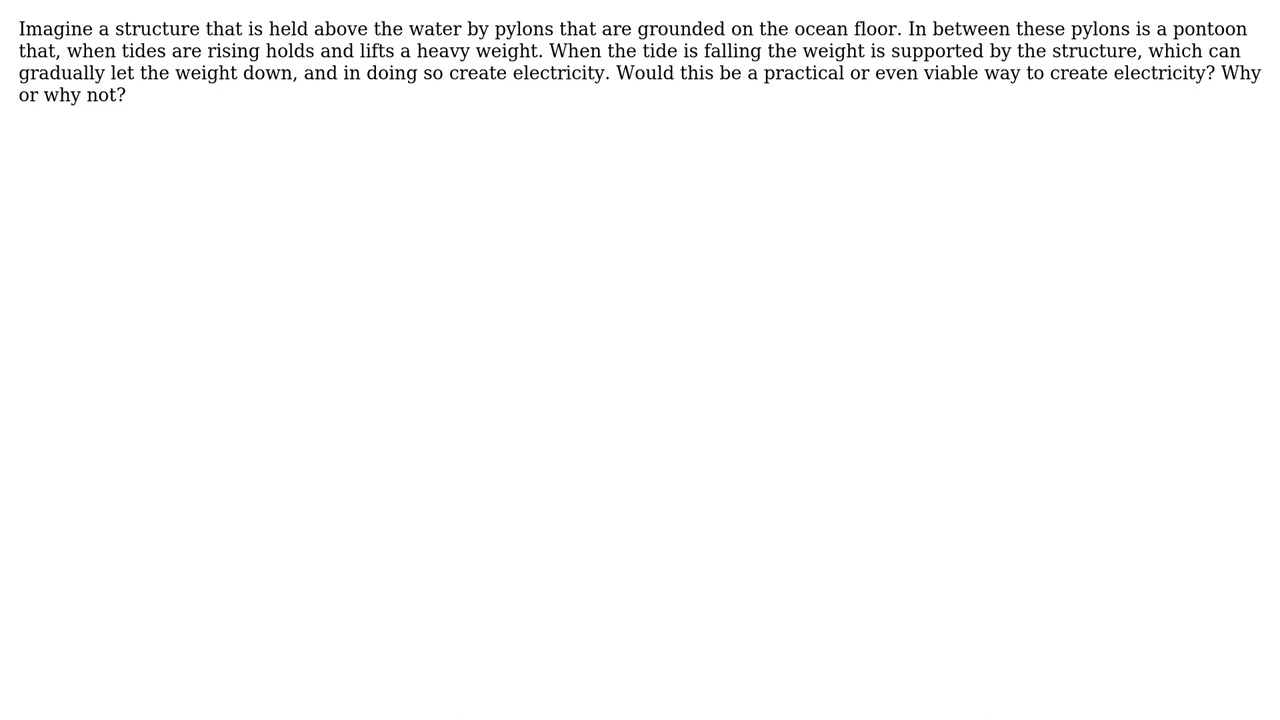 Imagine a structure that is held above the water by pylons that are grounded on the ocean floor. In between these pylons is a pontoon
that, when tides are rising holds and lifts a heavy weight. When the tide is falling the weight is supported by the structure, which can
gradually let the weight down, and in doing so create electricity. Would this be a practical or even viable way to create electricity? Why
or why not?